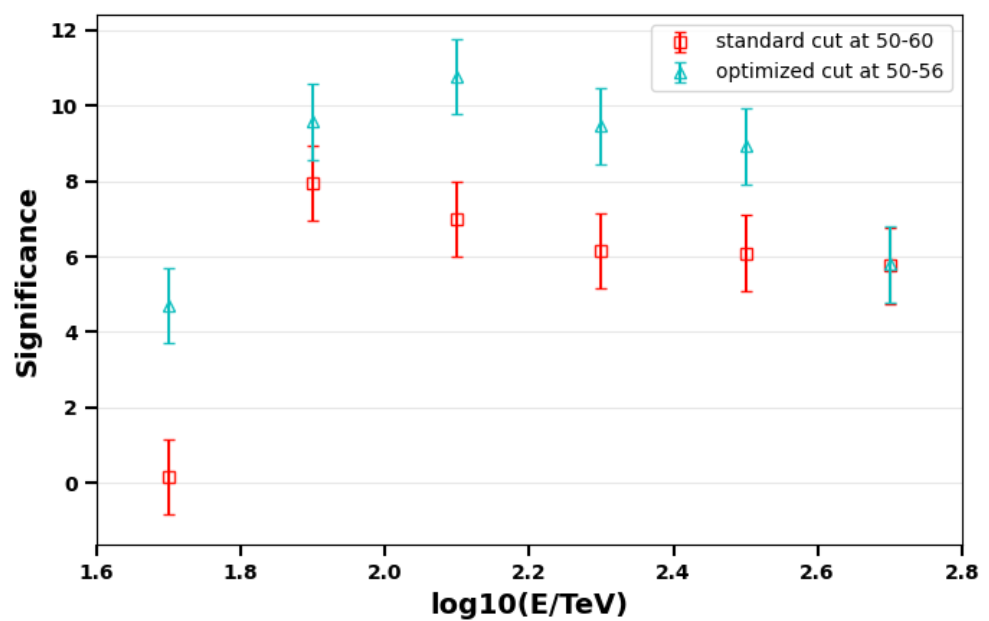 standard cut at 50-60
optimized cut at 50-56
12
10
8
6
4
2
0
Significance
1.6 1.8 2.0 2.2 2.4 2.6 2.8
log10(E/TeV)